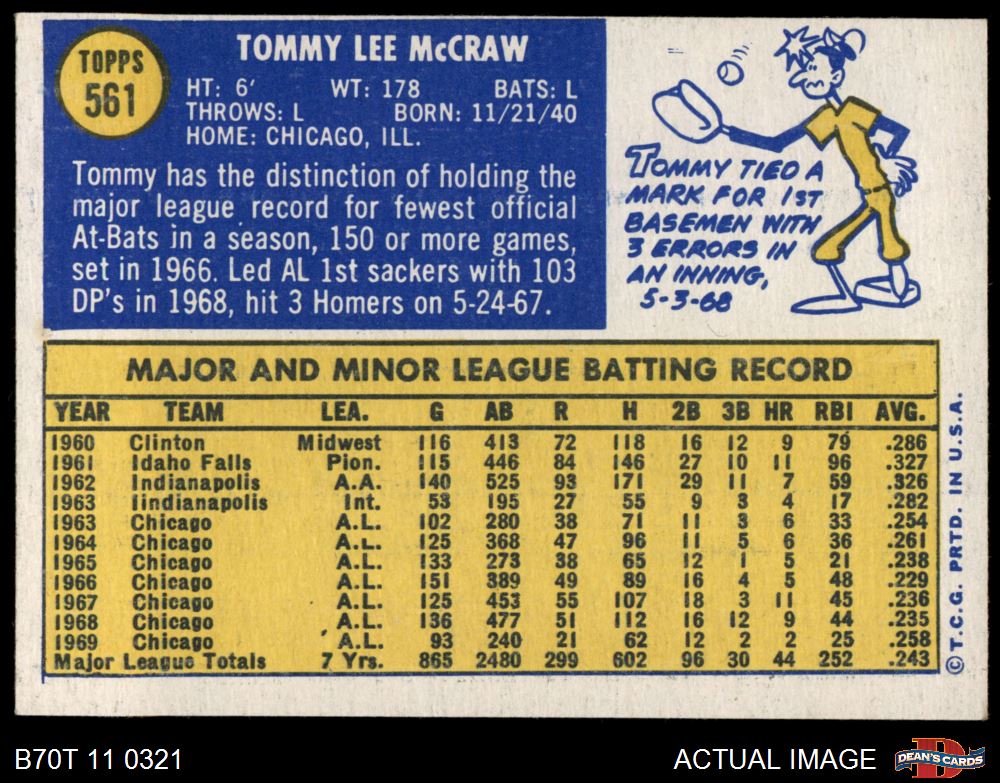 TOPPS
561
TOMMY LEE McCRAW
HT: 6' WT: 178 BATS: L
THROWS: L BORN: 11/21/40
HOME: CHICAGO, ILL.
Tommy has the distinction of holding the
major league record for fewest official
At-Bats in a season, 150 or more games,
set in 1966. Led AL 1st sackers with 103
DP's in 1968, hit 3 Homers on 5-24-67.
TOMMY TIED A
MARK FOR 1ST
BASEMEN WITH
3 ERRORS IN
AN INNING,
5-3-68
MAJOR AND MINOR LEAGUE BATTING RECORD
YEAR TEAM LEA. G AB R H 2B 3B HR RBI AVG.
1960 Clinton Midwest 116 413 72 118 16 12 9 79 .286
1961 Idaho Falls Pion. 115 446 84 146 27 10 11 96 .327
1962 Indianapolis A.A. 140 525 93 171 29 11 7 59 .326
1963 Iindianapolis Int. 53 195 27 55 9 3 4 17 .282
1963 Chicago A.L. 102 280 38 71 11 3 6 33 .254
1964 Chicago A.L. 125 368 47 96 11 5 6 36 .261
1965 Chicago A.L. 133 273 38 65 12 1 5 21 .238
1966 Chicago A.L. 151 389 49 89 16 4 5 48 .229
1967 Chicago A.L. 125 453 55 107 18 3 11 45 .236
1968 Chicago A.L. 136 477 51 112 16 12 9 44 .235
1969 Chicago A.L. 93 240 21 62 12 2 2 25 .258
Major League Totals 7 Yrs. 865 2480 299 602 96 30 44 252 .243
© T.C.G. PRTD. IN U.S.A.
B70T 11 0321
ACTUAL IMAGE
D
DEAN'S CARDS